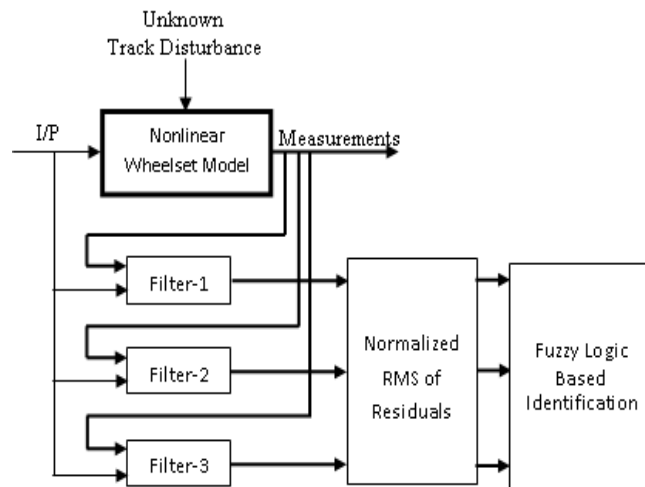 Unknown
Track Disturbance
I/P
Nonlinear
Wheelset Model
Measurements
Filter-1
Filter-2
Filter-3
Normalized
RMS of
Residuals
Fuzzy Logic
Based
Identification